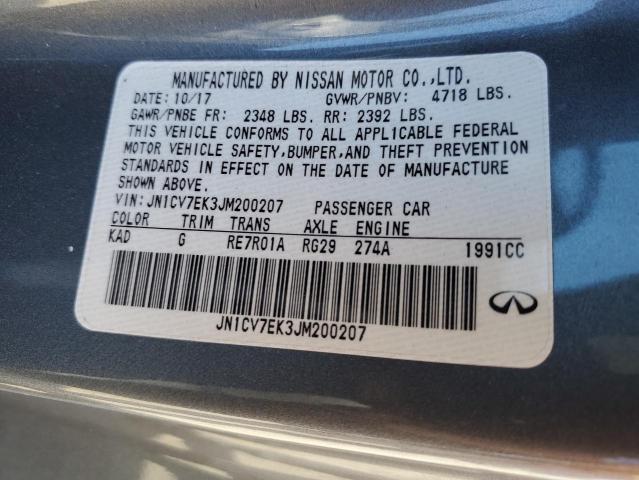 MANUFACTURED BY NISSAN MOTOR CO.,LTD.
DATE: 10/17 GVWR/PNBV: 4718 LBS.
GAWR/PNBE FR: 2348 LBS. RR: 2392 LBS.
THIS VEHICLE CONFORMS TO ALL APPLICABLE FEDERAL
MOTOR VEHICLE SAFETY,BUMPER,AND THEFT PREVENTION
STANDARDS IN EFFECT ON THE DATE OF MANUFACTURE
SHOWN ABOVE.
VIN: JN1CV7EK3JM200207 PASSENGER CAR
COLOR TRIM TRANS AXLE ENGINE
KAD G RE7R01A RG29 274A 1991CC
JN1CV7EK3JM200207